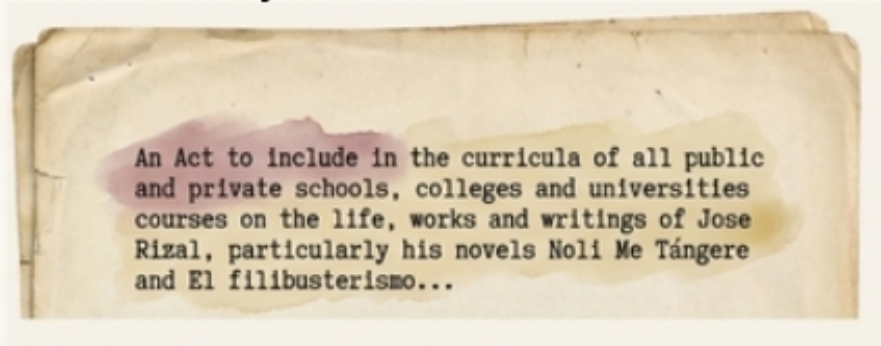 An Act to include in the curricula of all public
and private schools, colleges and universities
courses on the life, works and writings of Jose
Rizal, particularly his novels Noli Me Tángere
and El filibusterismo...